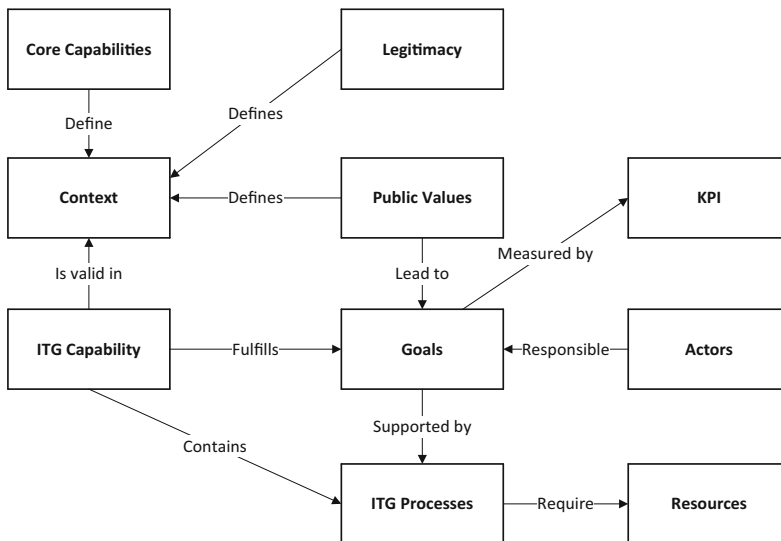 Core Capabilities
Legitimacy
Define
Defines
Context
Defines
Public Values
KPI
Is valid in
Lead to
Measured by
ITG Capability
Fulfills
Goals
Responsible
Actors
Contains
Supported by
ITG Processes
Require
Resources